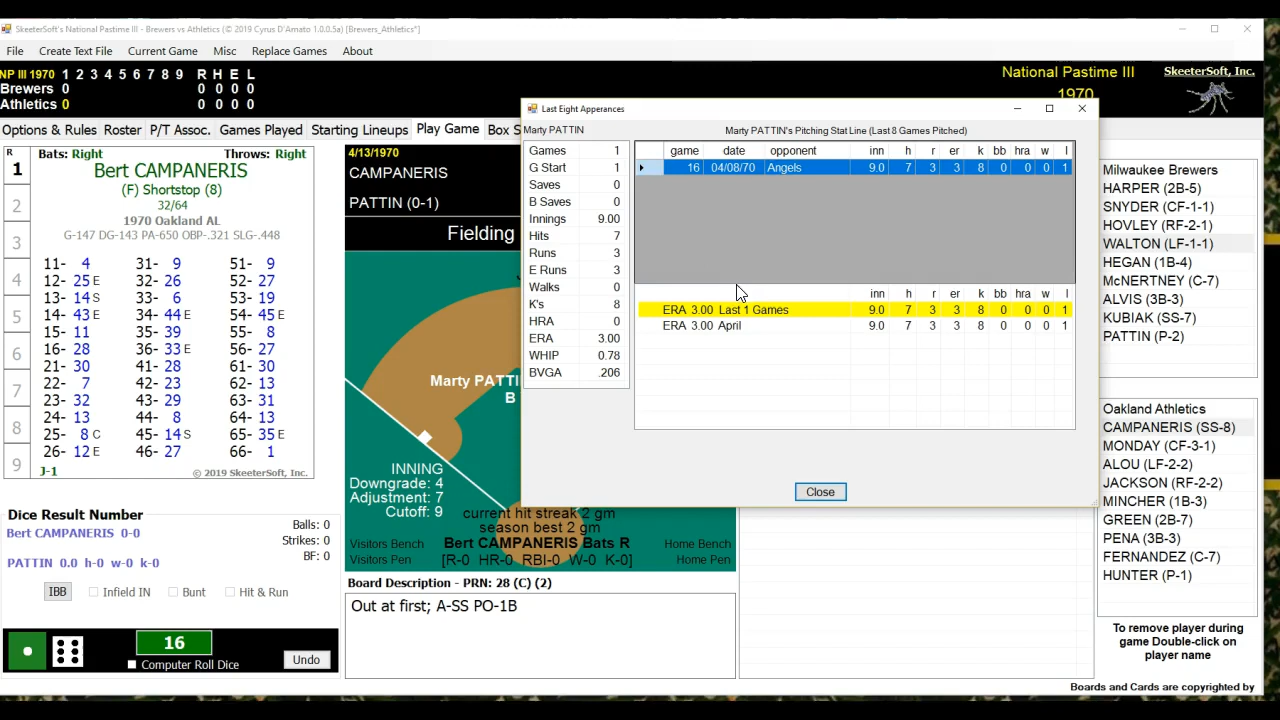 SkeeterSoft's National Pastime III - Brewers vs Athletics (© 2019 Cyrus D'Amato 1.0.0.5a) [Brewers_Athletics*]
File Create Text File Current Game Misc Replace Games About
NP III 1970 1 2 3 4 5 6 7 8 9 R H E L
Brewers 0 0 0 0 0
Athletics 0 0 0 0 0
National Pastime III
1970
SkeeterSoft, Inc.
Options & Rules Roster P/T Assoc. Games Played Starting Lineups Play Game Box S
R
1
2
3
4
5
6
7
8
9
Bats: Right Throws: Right
Bert CAMPANERIS
(F) Shortstop (8)
32/64
1970 Oakland AL
G-147 DG-143 PA-650 OBP-.321 SLG-.448
11- 4 31- 9 51- 9
12- 25 E 32- 26 52- 27
13- 14 S 33- 6 53- 19
14- 43 E 34- 44 E 54- 45 E
15- 11 35- 39 55- 8
16- 28 36- 33 E 56- 27
21- 30 41- 28 61- 30
22- 7 42- 23 62- 13
23- 32 43- 29 63- 31
24- 13 44- 8 64- 13
25- 8 C 45- 14 S 65- 35 E
26- 12 E 46- 27 66- 1
J-1 © 2019 SkeeterSoft, Inc.
Dice Result Number
Bert CAMPANERIS 0-0
PATTIN 0.0 h-0 w-0 k-0
Balls: 0
Strikes: 0
BF: 0
IBB Infield IN Bunt Hit & Run
16
Computer Roll Dice
Undo
4/13/1970
CAMPANERIS
PATTIN (0-1)
Fielding
Marty PATTI
B
INNING
Downgrade: 4
Adjustment: 7
Cutoff: 9
current hit streak 2 gm
season best 2 gm
Visitors Bench Bert CAMPANERIS Bats R Home Bench
Visitors Pen [R-0 HR-0 RBI-0 W-0 K-0] Home Pen
Board Description - PRN: 28 (C) (2)
Out at first; A-SS PO-1B
Last Eight Apperances
Marty PATTIN
Games 1
G Start 1
Saves 0
B Saves 0
Innings 9.00
Hits 7
Runs 3
E Runs 3
Walks 0
K's 8
HRA 0
ERA 3.00
WHIP 0.78
BVGA .206
Marty PATTIN's Pitching Stat Line (Last 8 Games Pitched)
game date opponent inn h r er k bb hra w l
16 04/08/70 Angels 9.0 7 3 3 8 0 0 0 1
inn h r er k bb hra w l
ERA 3.00 Last 1 Games 9.0 7 3 3 8 0 0 0 1
ERA 3.00 April 9.0 7 3 3 8 0 0 0 1
Close
Milwaukee Brewers
HARPER (2B-5)
SNYDER (CF-1-1)
HOVLEY (RF-2-1)
WALTON (LF-1-1)
HEGAN (1B-4)
McNERTNEY (C-7)
ALVIS (3B-3)
KUBIAK (SS-7)
PATTIN (P-2)
Oakland Athletics
CAMPANERIS (SS-8)
MONDAY (CF-3-1)
ALOU (LF-2-2)
JACKSON (RF-2-2)
MINCHER (1B-3)
GREEN (2B-7)
PENA (3B-3)
FERNANDEZ (C-7)
HUNTER (P-1)
To remove player during
game Double-click on
player name
Boards and Cards are copyrighted by